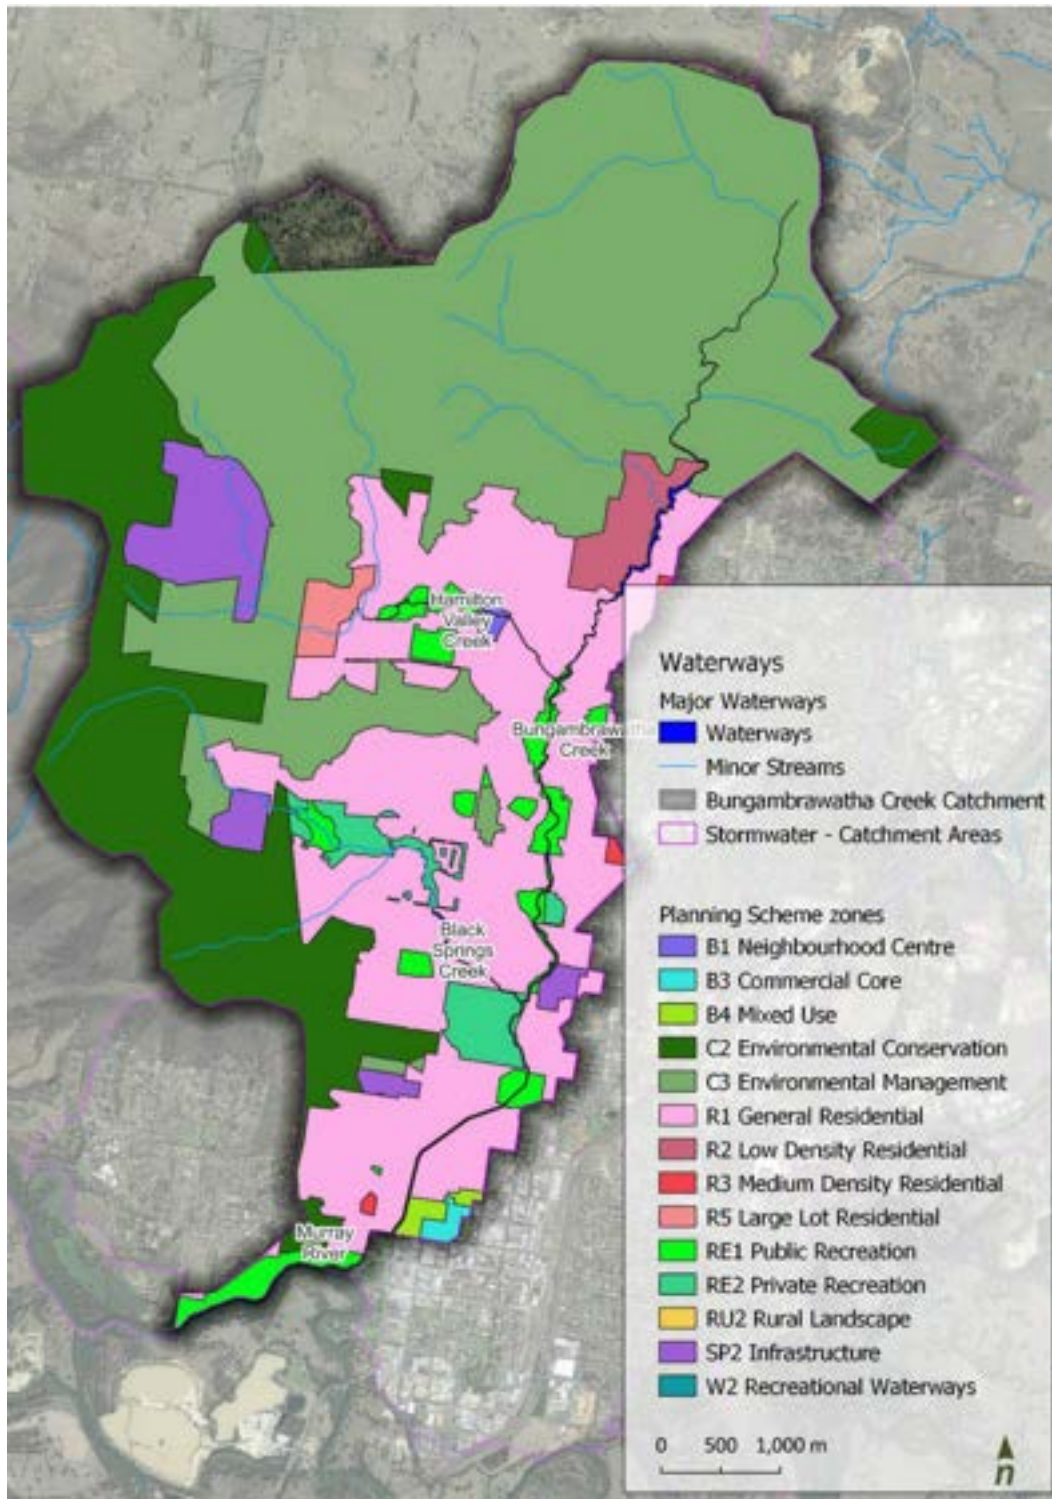 Hamilton
Valley
Creek
Bungambrawatha
Creek
Black
Springs
Creek
Murray
River
Waterways
Major Waterways
Waterways
Minor Streams
Bungambrawatha Creek Catchment
Stormwater - Catchment Areas
Planning Scheme zones
B1 Neighbourhood Centre
B3 Commercial Core
B4 Mixed Use
C2 Environmental Conservation
C3 Environmental Management
R1 General Residential
R2 Low Density Residential
R3 Medium Density Residential
R5 Large Lot Residential
RE1 Public Recreation
RE2 Private Recreation
RU2 Rural Landscape
SP2 Infrastructure
W2 Recreational Waterways
0 500 1,000 m
n